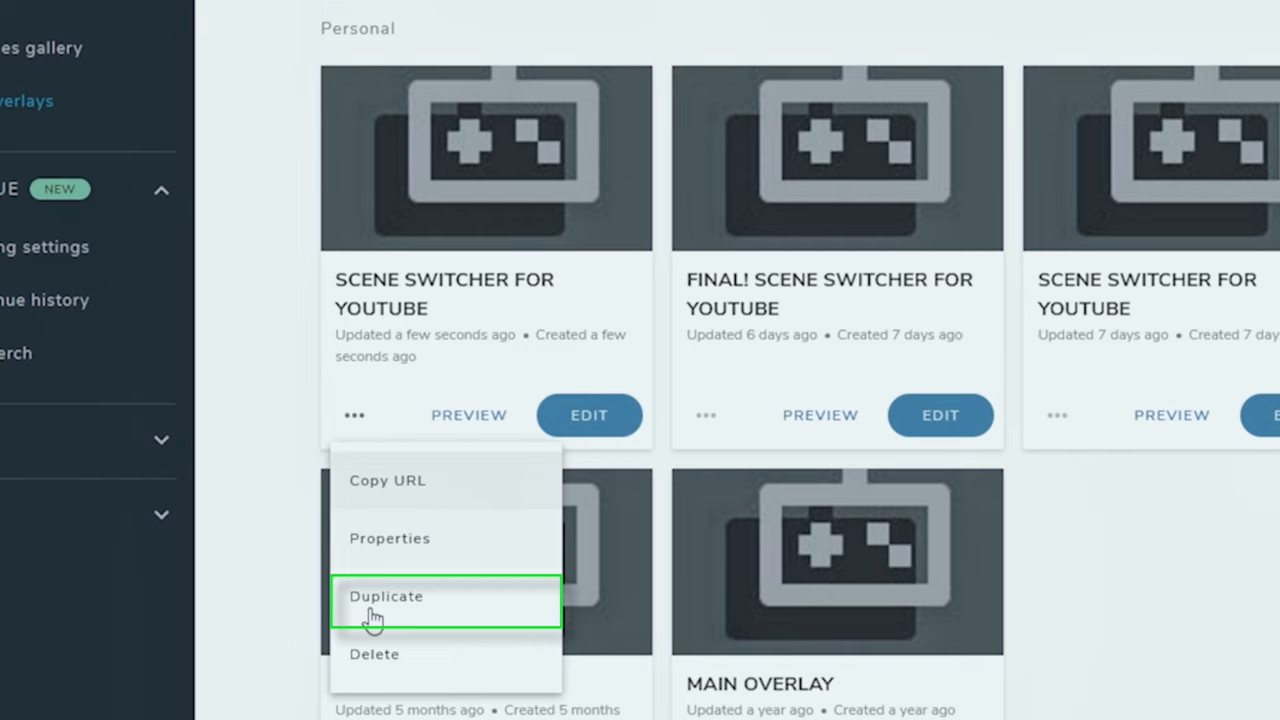 es gallery
verlays
UE NEW
ng settings
nue history
erch
Personal
SCENE SWITCHER FOR
YOUTUBE
Updated a few seconds ago • Created a few
seconds ago
••• PREVIEW EDIT
FINAL! SCENE SWITCHER FOR
YOUTUBE
Updated 6 days ago • Created 7 days ago
••• PREVIEW EDIT
SCENE SWITCHER FOR
YOUTUBE
Updated 7 days ago • Created 7 day
••• PREVIEW E
Copy URL
Properties
Duplicate
Delete
Updated 5 months ago • Created 5 months
MAIN OVERLAY
Updated a year ago • Created a year ago